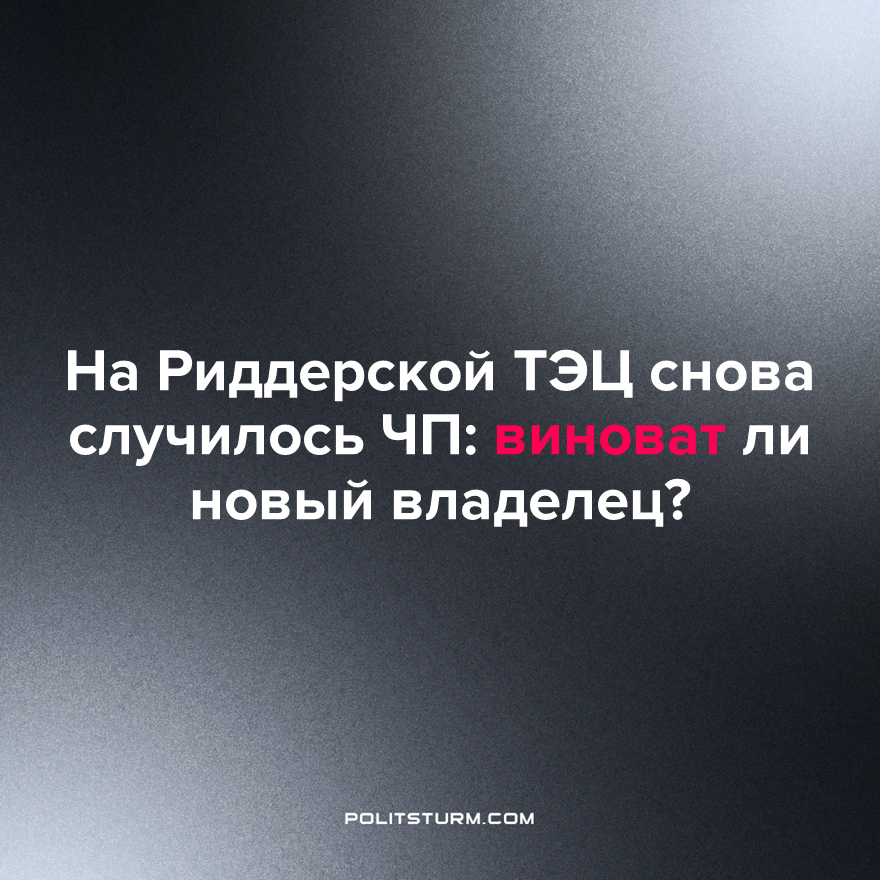 На Риддерской ТЭЦ снова
случилось ЧП: виноват ли
новый владелец?
POLITSTURM.COM